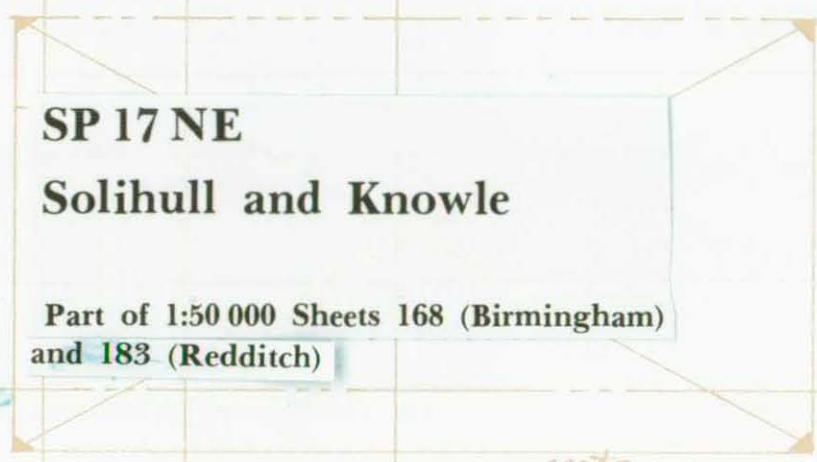 SP 17 NE
Solihull and Knowle
Part of 1:50 000 Sheets 168 (Birmingham)
and 183 (Redditch)